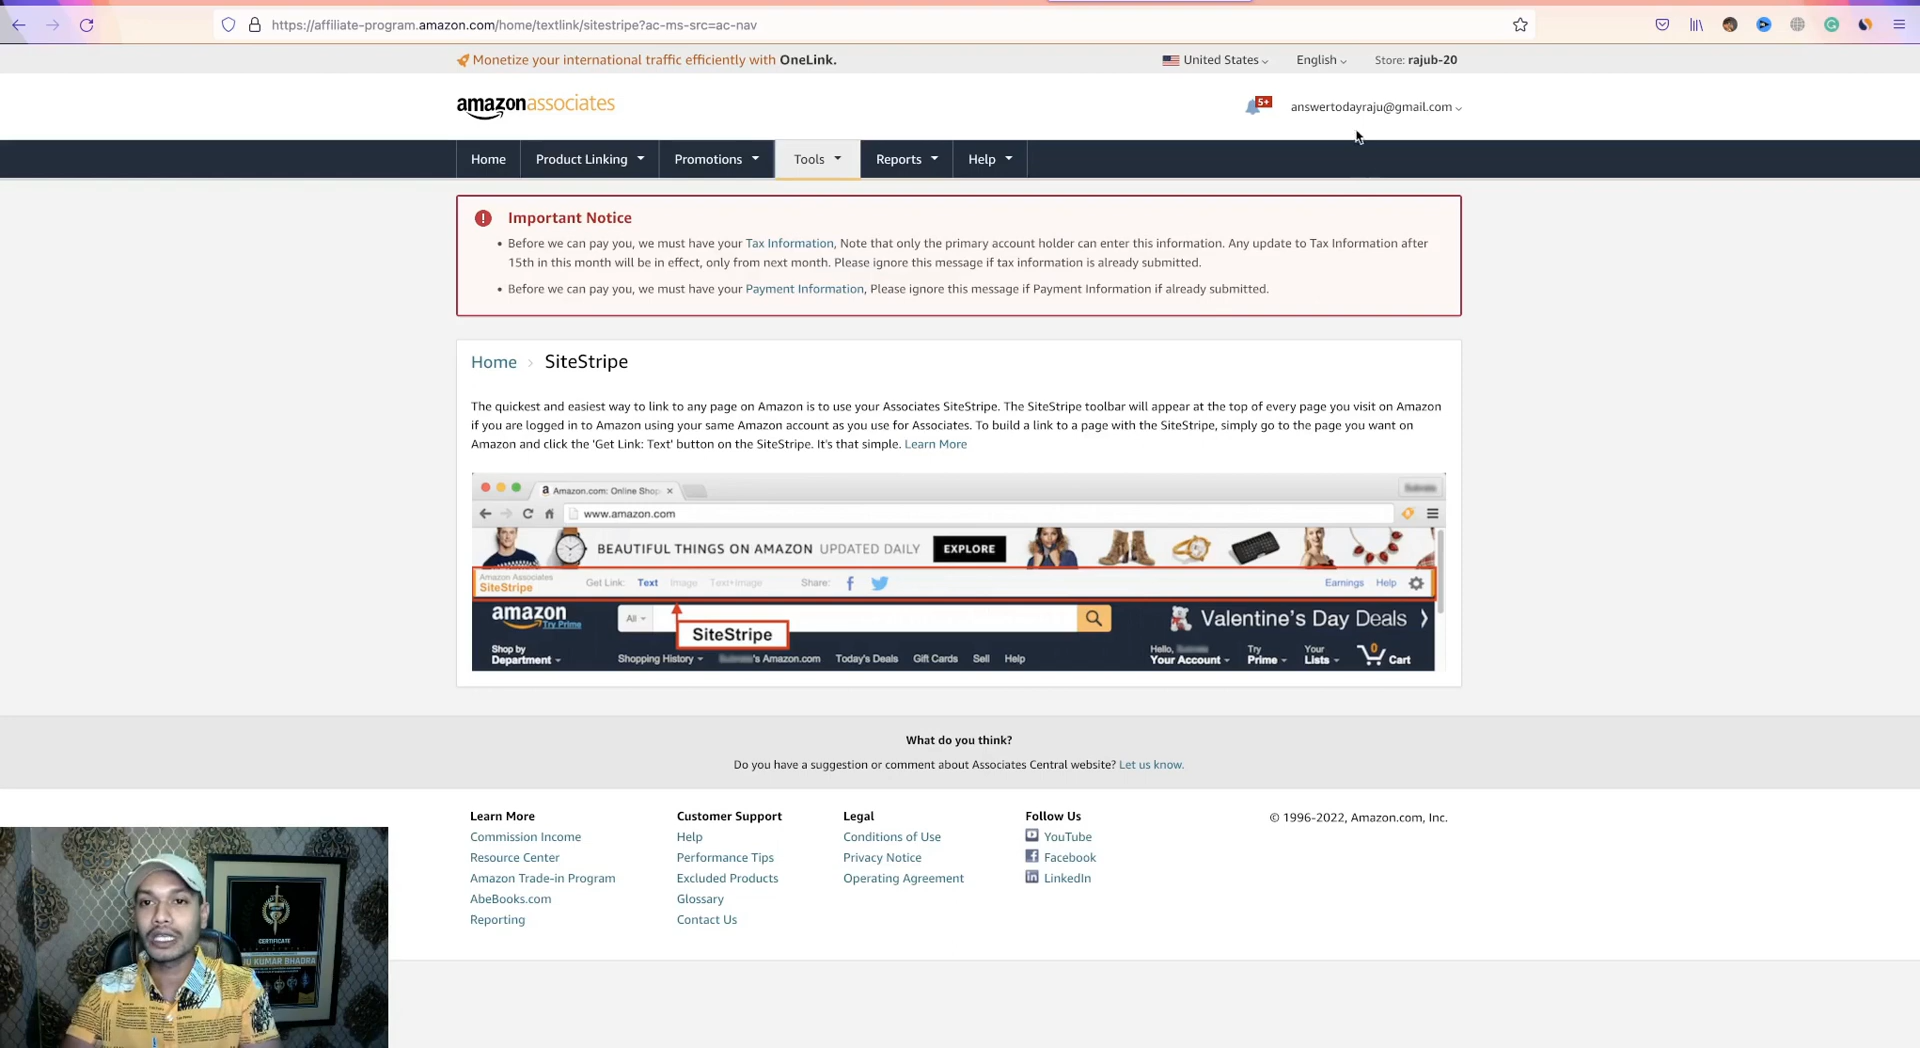 https://affiliate-program.amazon.com/home/textlink/sitestripe?ac-ms-src=ac-nav
Monetize your international traffic efficiently with OneLink.
United States
English
Store: rajub-20
amazonassociates
5+
answertodayraju@gmail.com
Home
Product Linking
Promotions
Tools
Reports
Help
Important Notice
• Before we can pay you, we must have your Tax Information, Note that only the primary account holder can enter this information. Any update to Tax Information after
15th in this month will be in effect, only from next month. Please ignore this message if tax information is already submitted.
• Before we can pay you, we must have your Payment Information, Please ignore this message if Payment Information if already submitted.
Home › SiteStripe
The quickest and easiest way to link to any page on Amazon is to use your Associates SiteStripe. The SiteStripe toolbar will appear at the top of every page you visit on Amazon
if you are logged in to Amazon using your same Amazon account as you use for Associates. To build a link to a page with the SiteStripe, simply go to the page you want on
Amazon and click the 'Get Link: Text' button on the SiteStripe. It's that simple. Learn More
Amazon.com: Online Shop
www.amazon.com
BEAUTIFUL THINGS ON AMAZON UPDATED DAILY EXPLORE
Amazon Associates
SiteStripe
Get Link: Text Image Text+Image
Share:
Earnings Help
amazon
Try Prime
All
Valentine's Day Deals
SiteStripe
Shop by
Department
Shopping History
's Amazon.com
Today's Deals
Gift Cards
Sell
Help
Hello,
Your Account
Try
Prime
Your
Lists
0
Cart
What do you think?
Do you have a suggestion or comment about Associates Central website? Let us know.
Learn More
Commission Income
Resource Center
Amazon Trade-in Program
AbeBooks.com
Reporting
Customer Support
Help
Performance Tips
Excluded Products
Glossary
Contact Us
Legal
Conditions of Use
Privacy Notice
Operating Agreement
Follow Us
YouTube
Facebook
LinkedIn
© 1996-2022, Amazon.com, Inc.
CERTIFICATE
JU KUMAR BHADRA